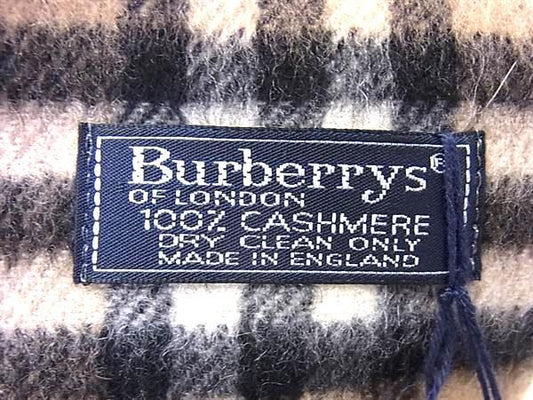 Burberrys®
OF LONDON
100% CASHMERE
DRY CLEAN ONLY
MADE IN ENGLAND